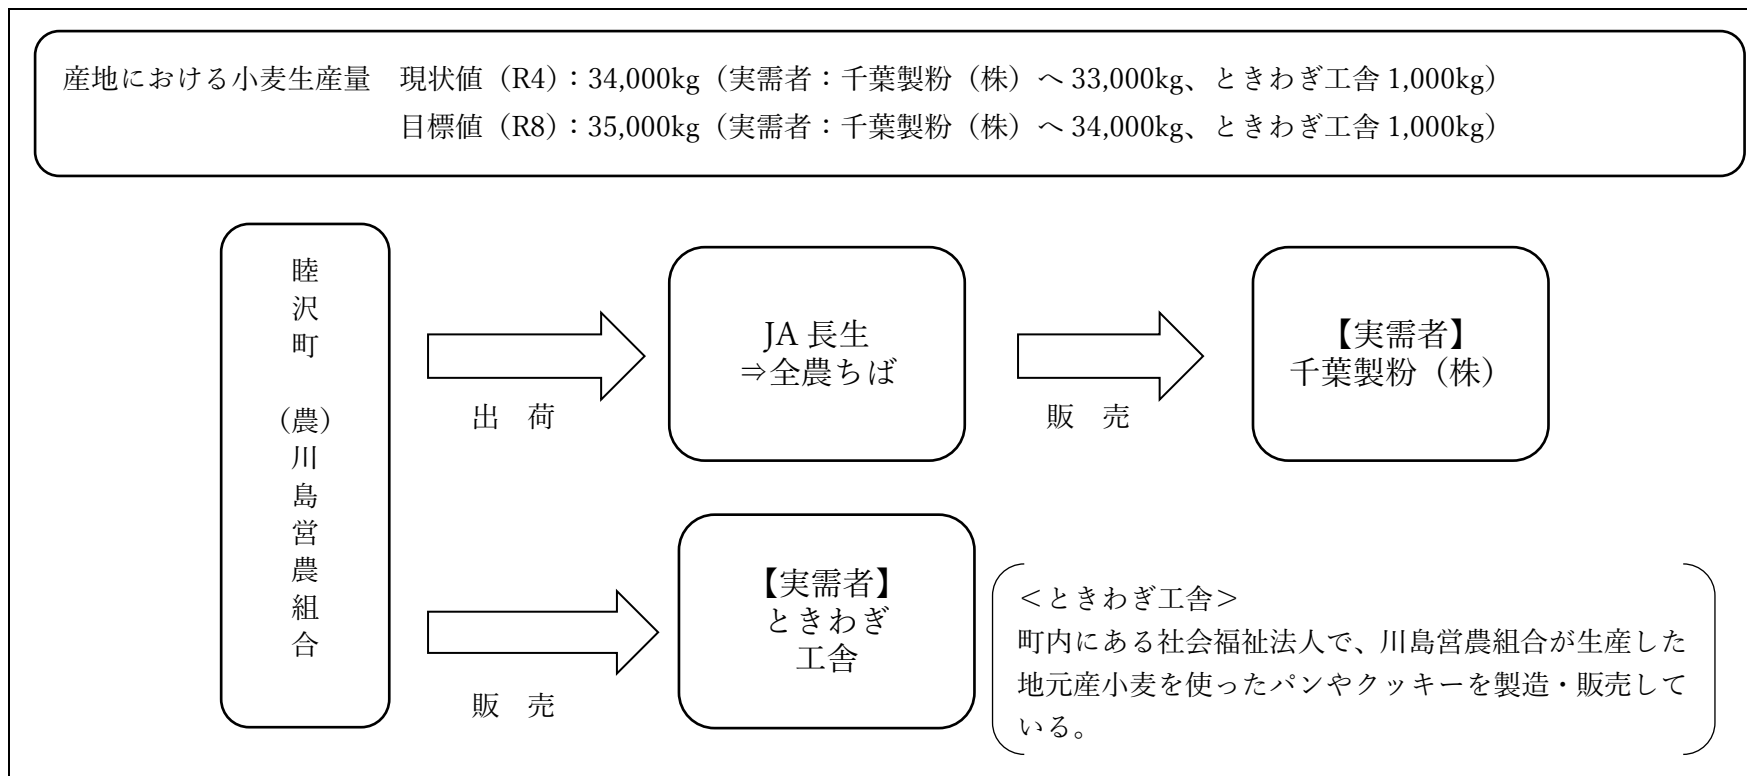 産地における小麦生産量　現状値（R4）：34,000kg（実需者：千葉製粉（株）へ 33,000kg、ときわぎ工舎 1,000kg）
目標値（R8）：35,000kg（実需者：千葉製粉（株）へ 34,000kg、ときわぎ工舎 1,000kg）
睦沢町　（農）川島営農組合
出　荷
JA 長生
⇒全農ちば
販　売
【実需者】
千葉製粉（株）
販　売
【実需者】
ときわぎ
工舎
＜ときわぎ工舎＞
町内にある社会福祉法人で、川島営農組合が生産した
地元産小麦を使ったパンやクッキーを製造・販売して
いる。